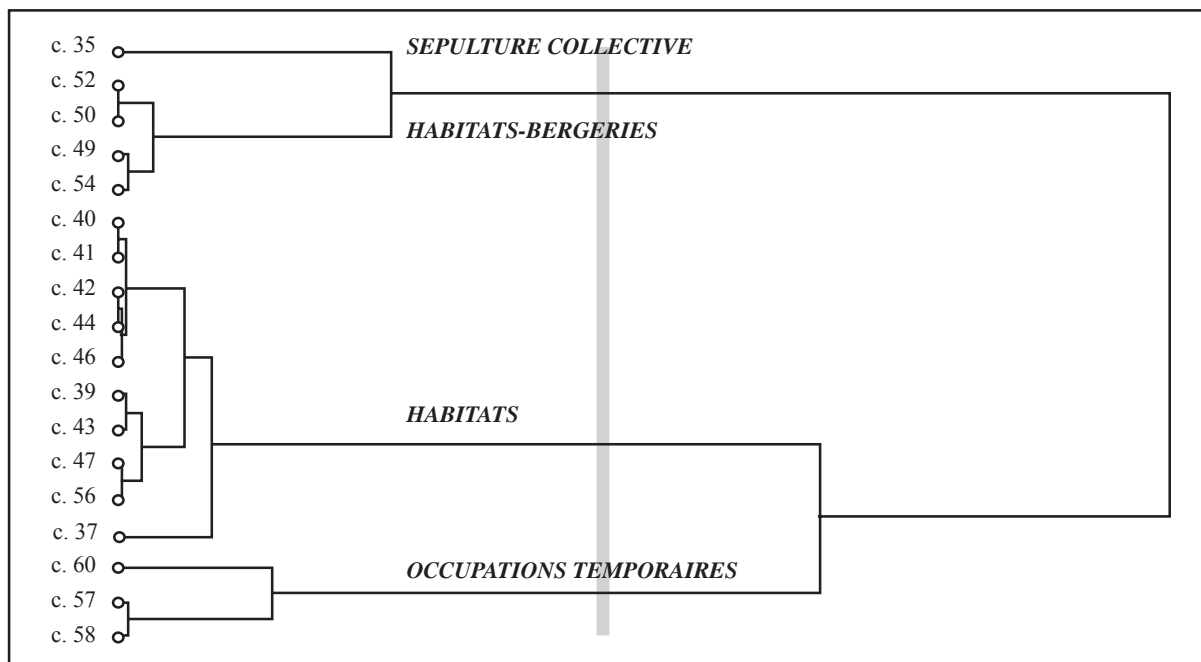 c. 35 SEPULTURE COLLECTIVE
c. 52
c. 50 HABITATS-BERGERIES
c. 49
c. 54
c. 40
c. 41
c. 42
c. 44
c. 46
c. 39
c. 43 HABITATS
c. 47
c. 56
c. 37
c. 60 OCCUPATIONS TEMPORAIRES
c. 57
c. 58